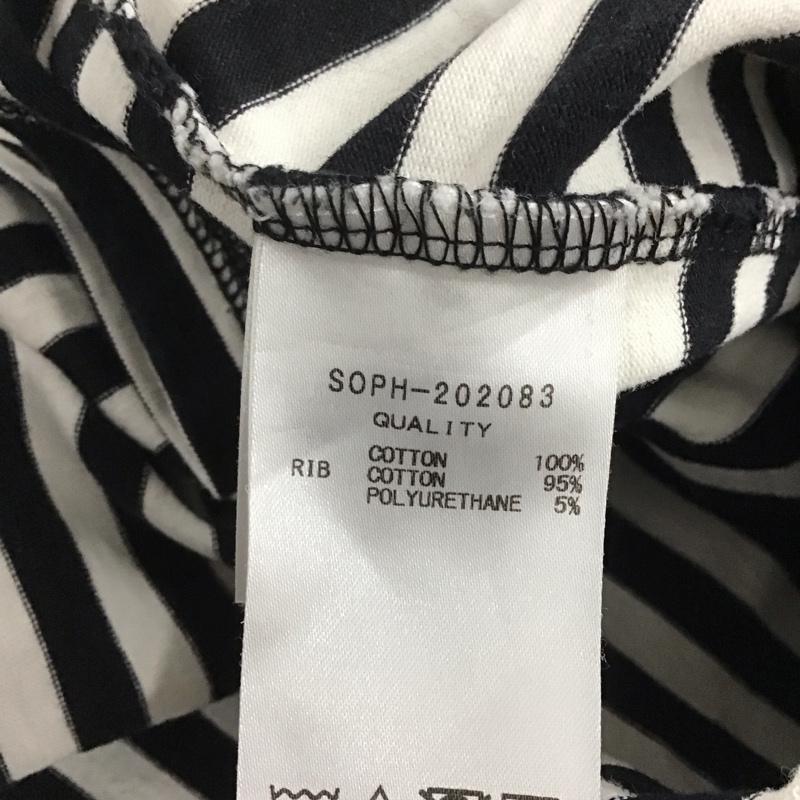 SOPH-202083
QUALITY
COTTON 100%
RIB COTTON 95%
POLYURETHANE 5%